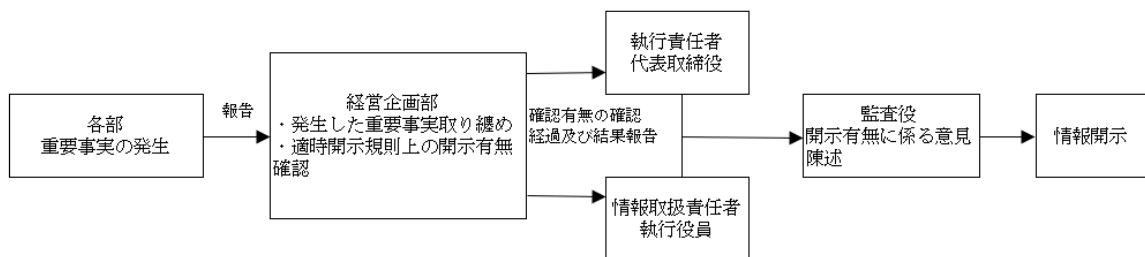 各部
重要事実の発生
報告
経営企画部
・発生した重要事実取り纏め
・適時開示規則上の開示有無
確認
確認有無の確認
経過及び結果報告
執行責任者
代表取締役
情報取扱責任者
執行役員
監査役
開示有無に係る意見
陳述
情報開示